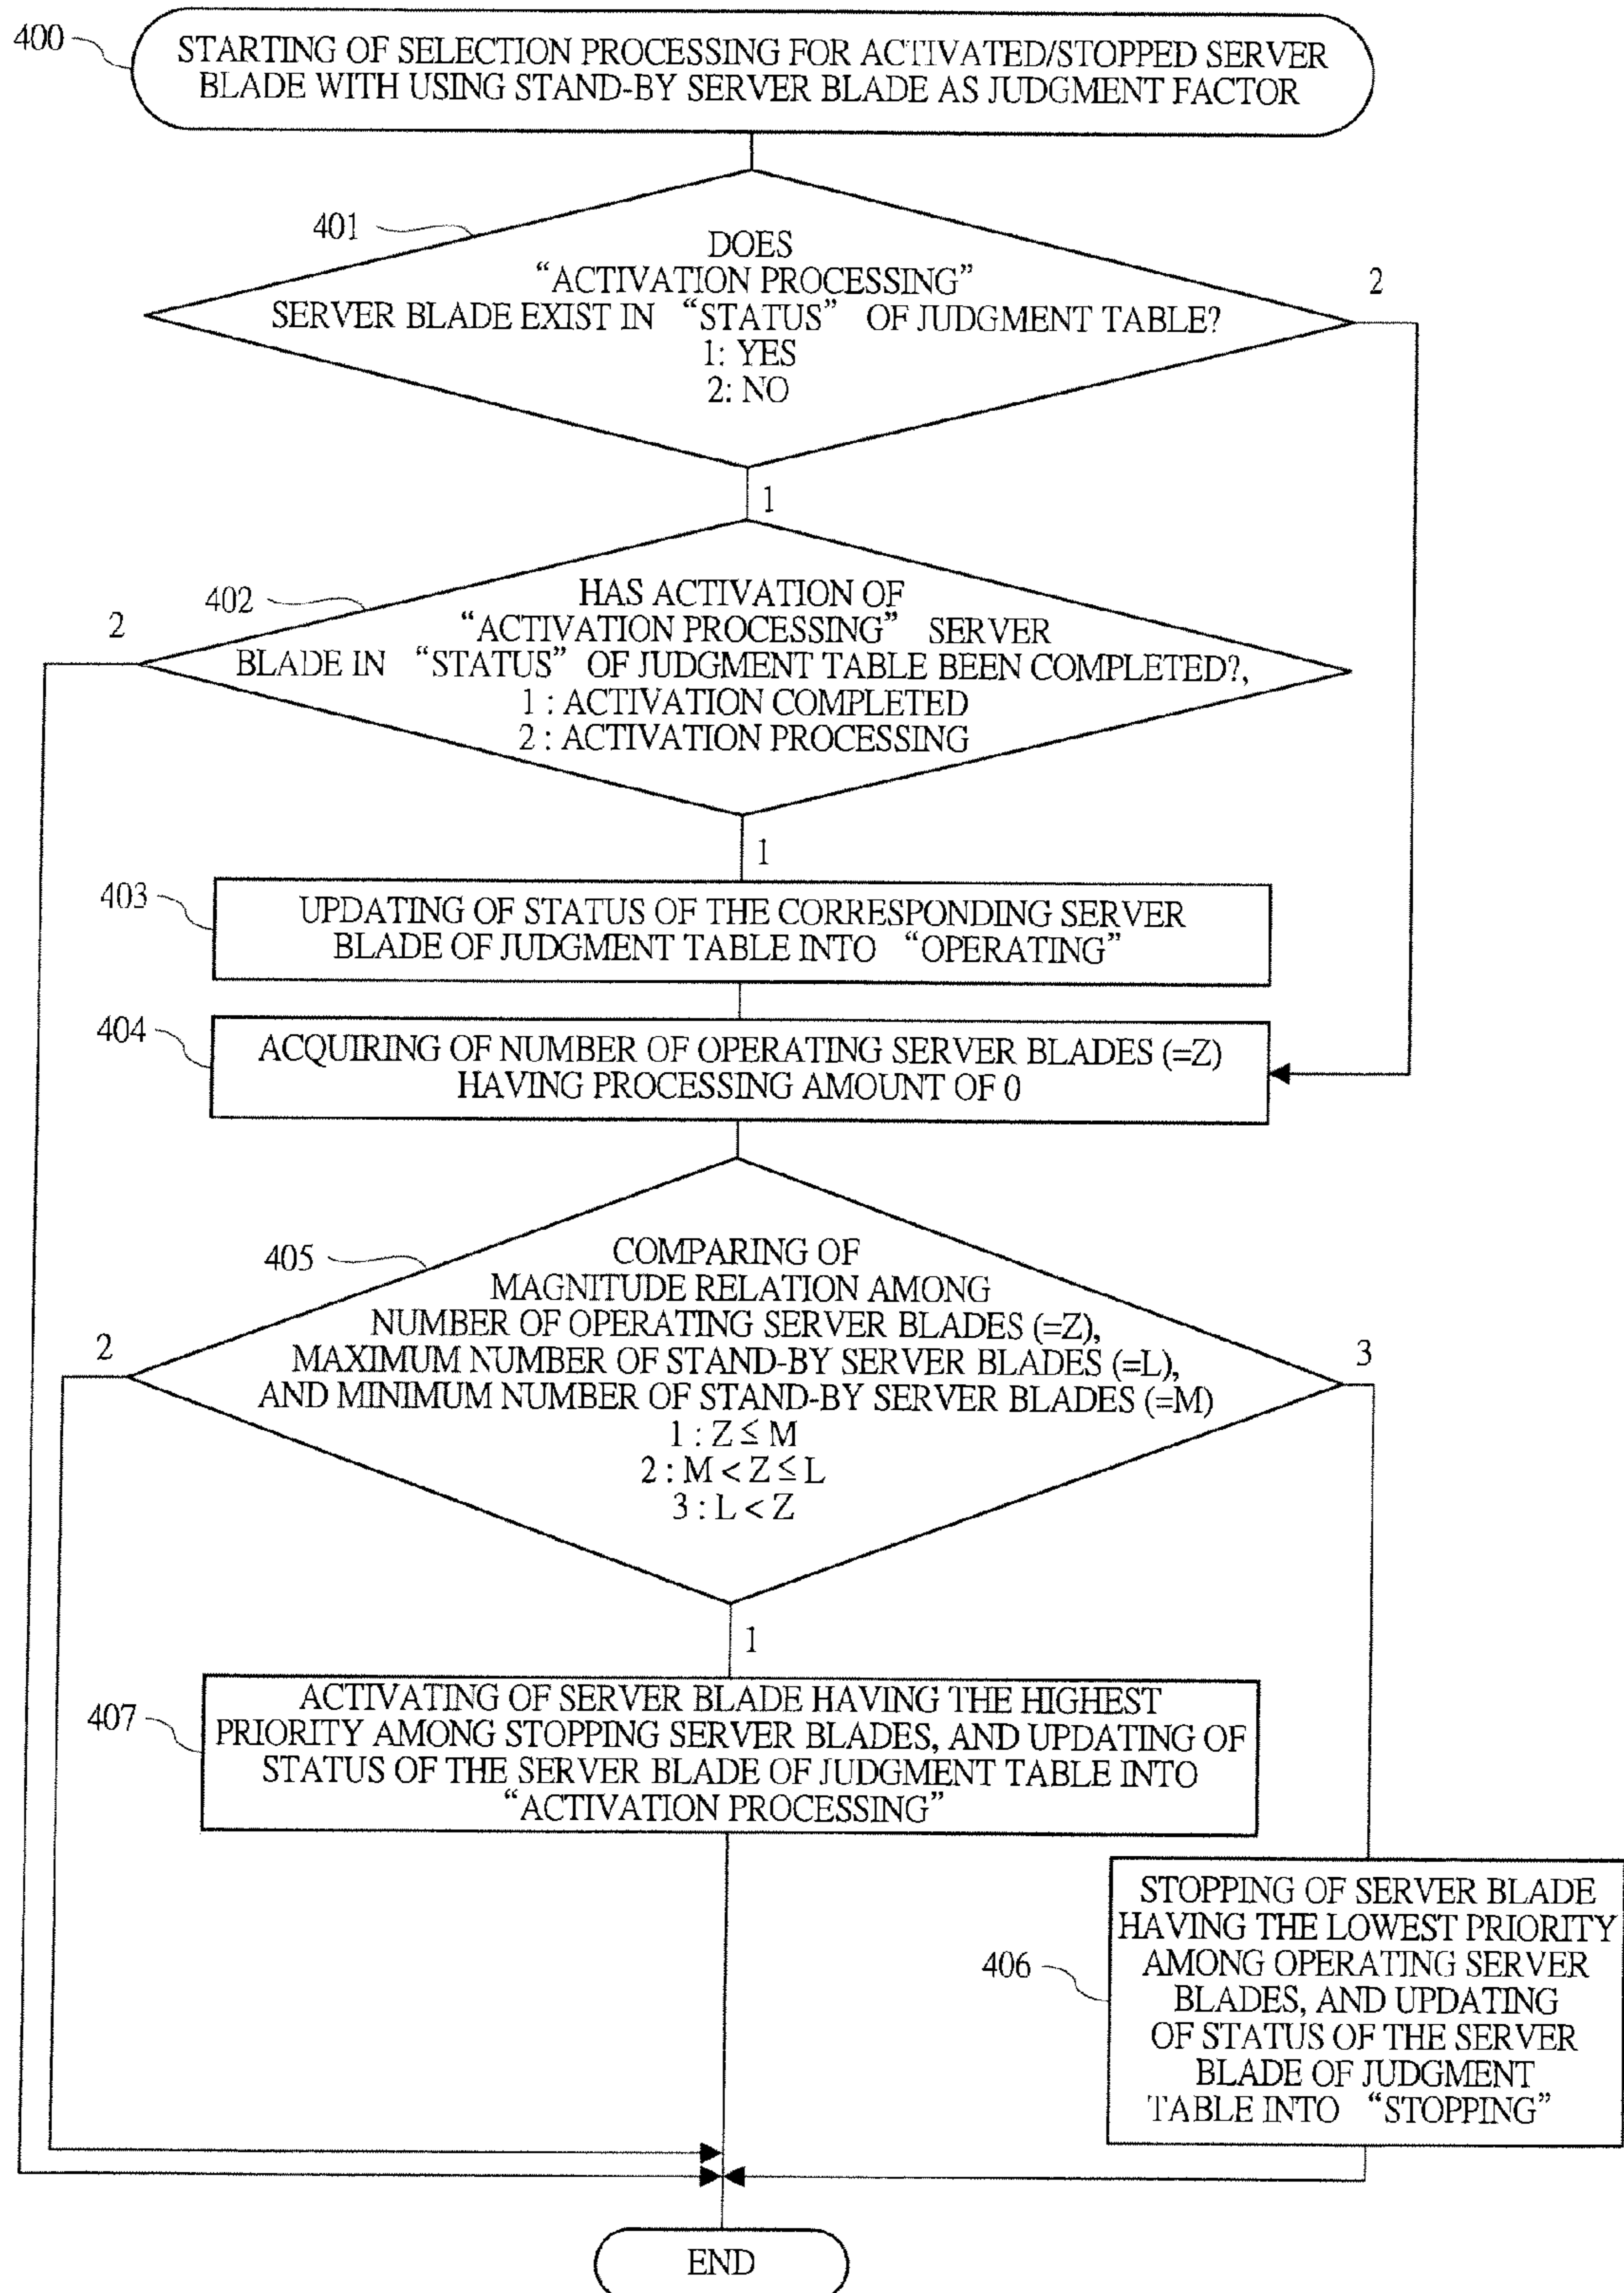 400
STARTING OF SELECTION PROCESSING FOR ACTIVATED/STOPPED SERVER
BLADE WITH USING STAND-BY SERVER BLADE AS JUDGMENT FACTOR
401
DOES
“ACTIVATION PROCESSING”
SERVER BLADE EXIST IN “STATUS” OF JUDGMENT TABLE?
1: YES
2: NO
2
1
402
2
HAS ACTIVATION OF
“ACTIVATION PROCESSING” SERVER
BLADE IN “STATUS” OF JUDGMENT TABLE BEEN COMPLETED?,
1 : ACTIVATION COMPLETED
2 : ACTIVATION PROCESSING
1
403
UPDATING OF STATUS OF THE CORRESPONDING SERVER
BLADE OF JUDGMENT TABLE INTO “OPERATING”
404
ACQUIRING OF NUMBER OF OPERATING SERVER BLADES (=Z)
HAVING PROCESSING AMOUNT OF 0
405
COMPARING OF
MAGNITUDE RELATION AMONG
NUMBER OF OPERATING SERVER BLADES (=Z),
MAXIMUM NUMBER OF STAND-BY SERVER BLADES (=L),
AND MINIMUM NUMBER OF STAND-BY SERVER BLADES (=M)
1 : Z ≤ M
2 : M < Z ≤ L
3 : L < Z
2
3
1
407
ACTIVATING OF SERVER BLADE HAVING THE HIGHEST
PRIORITY AMONG STOPPING SERVER BLADES, AND UPDATING OF
STATUS OF THE SERVER BLADE OF JUDGMENT TABLE INTO
“ACTIVATION PROCESSING”
406
STOPPING OF SERVER BLADE
HAVING THE LOWEST PRIORITY
AMONG OPERATING SERVER
BLADES, AND UPDATING
OF STATUS OF THE SERVER
BLADE OF JUDGMENT
TABLE INTO “STOPPING”
END